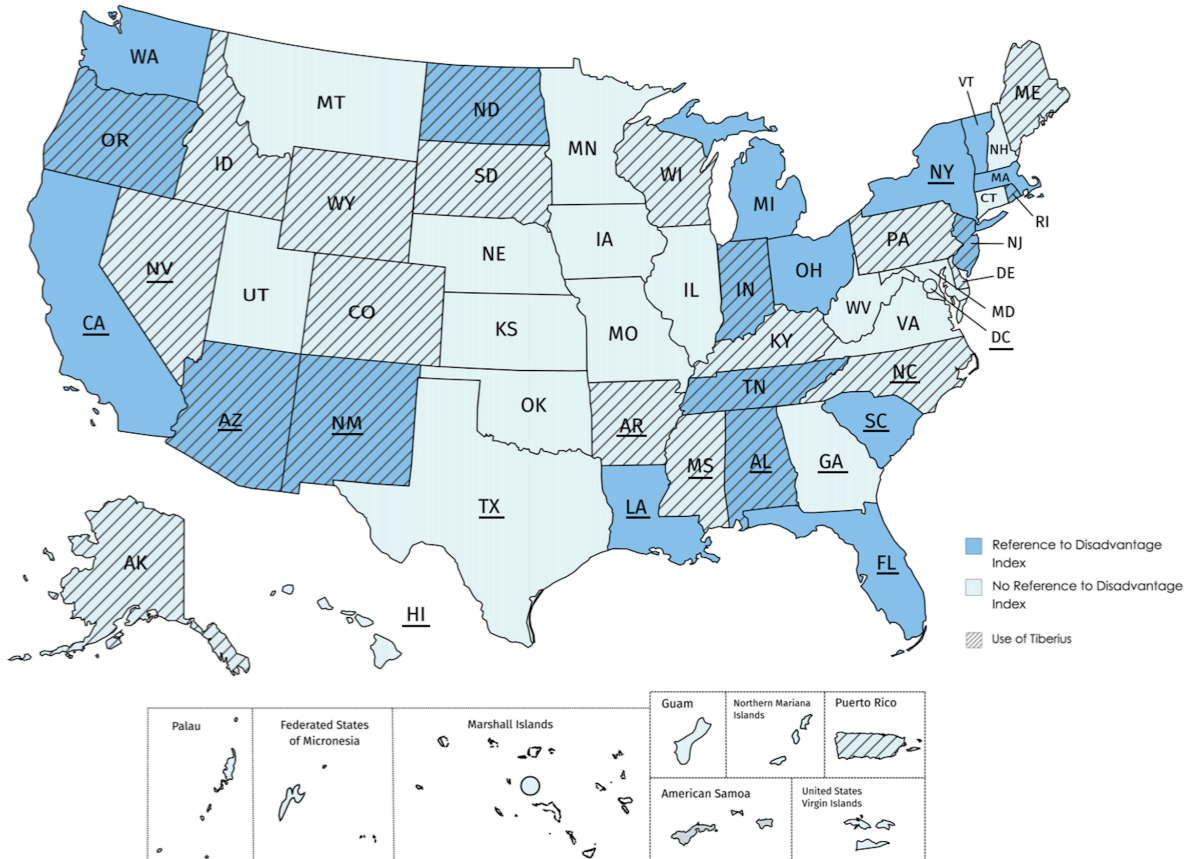 WA
MT
ND
MN
VT
ME
OR
ID
SD
WI
NH
NY
MA
WY
MI
CT
RI
NE
IA
PA
NJ
NV
UT
CO
IL
IN
OH
DE
CA
KS
MO
WV
VA
MD
KY
DC
AZ
NM
OK
AR
TN
NC
SC
MS
AL
GA
TX
LA
AK
FL
HI
Reference to Disadvantage
Index
No Reference to Disadvantage
Index
Use of Tiberius
Palau
Federated States
of Micronesia
Marshall Islands
Guam
Northern Mariana
Islands
Puerto Rico
American Samoa
United States
Virgin Islands